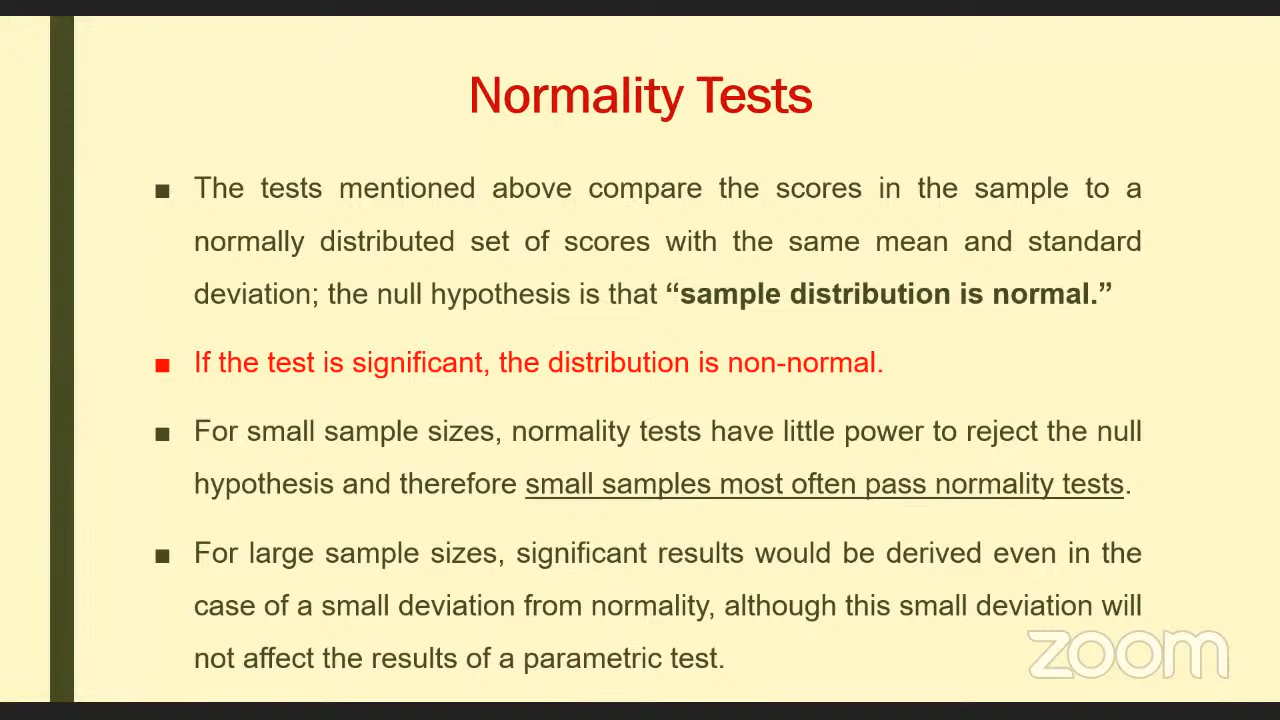 Normality Tests
■ The tests mentioned above compare the scores in the sample to a
normally distributed set of scores with the same mean and standard
deviation; the null hypothesis is that “sample distribution is normal.”
■ If the test is significant, the distribution is non-normal.
■ For small sample sizes, normality tests have little power to reject the null
hypothesis and therefore small samples most often pass normality tests.
■ For large sample sizes, significant results would be derived even in the
case of a small deviation from normality, although this small deviation will
not affect the results of a parametric test.
zoom